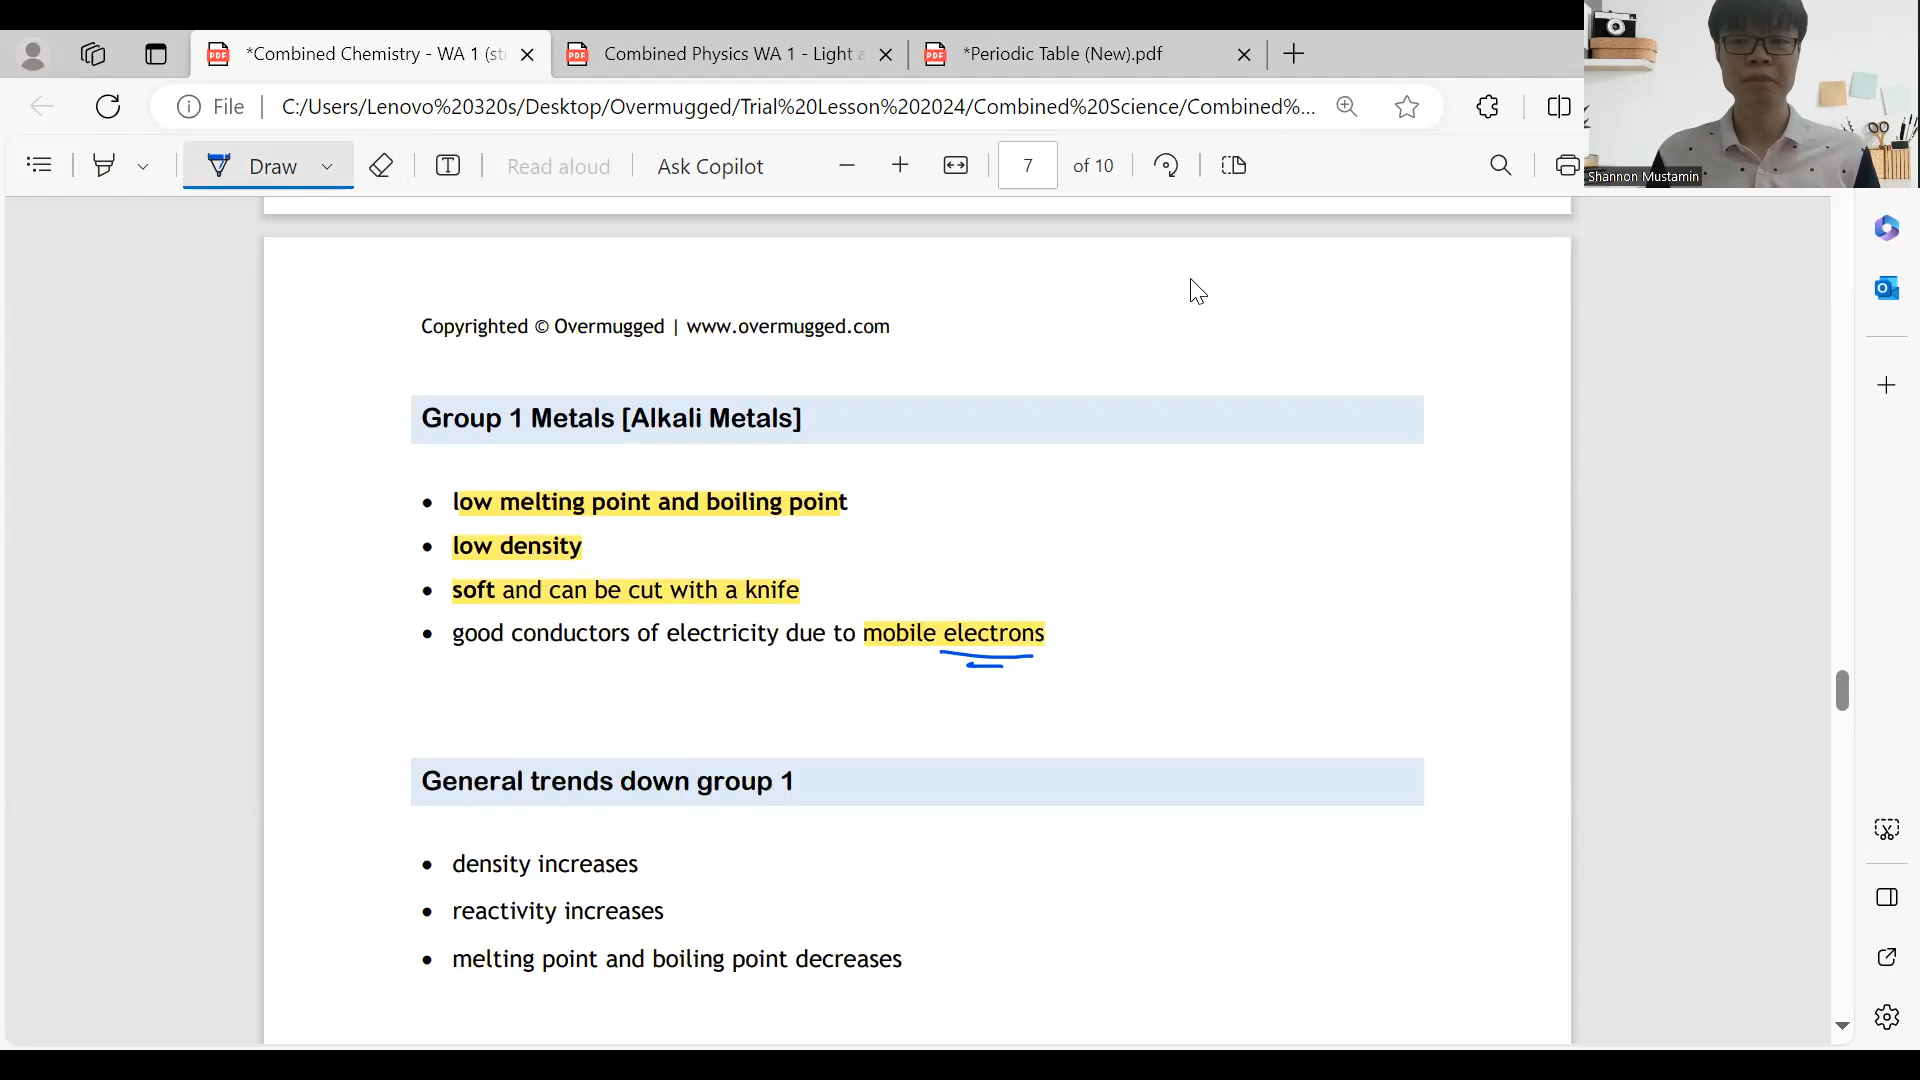 *Combined Chemistry - WA 1 (st
Combined Physics WA 1 - Light a
*Periodic Table (New).pdf
File
C:/Users/Lenovo%20320s/Desktop/Overmugged/Trial%20Lesson%202024/Combined%20Science/Combined%...
Draw
Read aloud
Ask Copilot
7
of 10
Shannon Mustamin
Copyrighted © Overmugged | www.overmugged.com
Group 1 Metals [Alkali Metals]
• low melting point and boiling point
• low density
• soft and can be cut with a knife
• good conductors of electricity due to mobile electrons
General trends down group 1
• density increases
• reactivity increases
• melting point and boiling point decreases